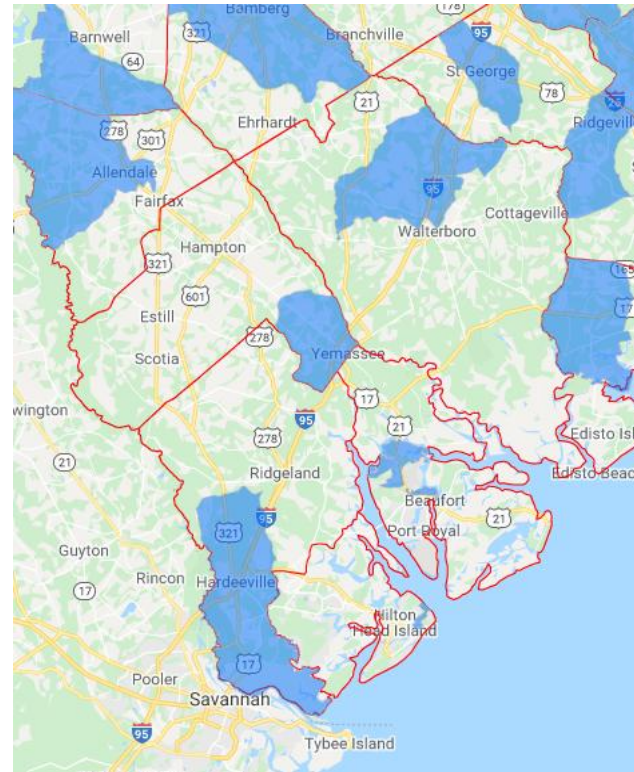 Bamberg
178
Barnwell
321
Branchville
95
64
St George
21
78
26
278
301
Ehrhardt
Ridgeville
Allendale
95
Fairfax
Cottageville
Walterboro
Hampton
321
165
601
17
Estill
278
Scotia
Yemassee
17
wington
95
21
21
278
Edisto Isl
Ridgeland
Edisto Beach
Beaufort
321
95
21
Port Royal
Guyton
Rincon
Hardeeville
17
Hilton
Head Island
17
Pooler
Savannah
95
Tybee Island